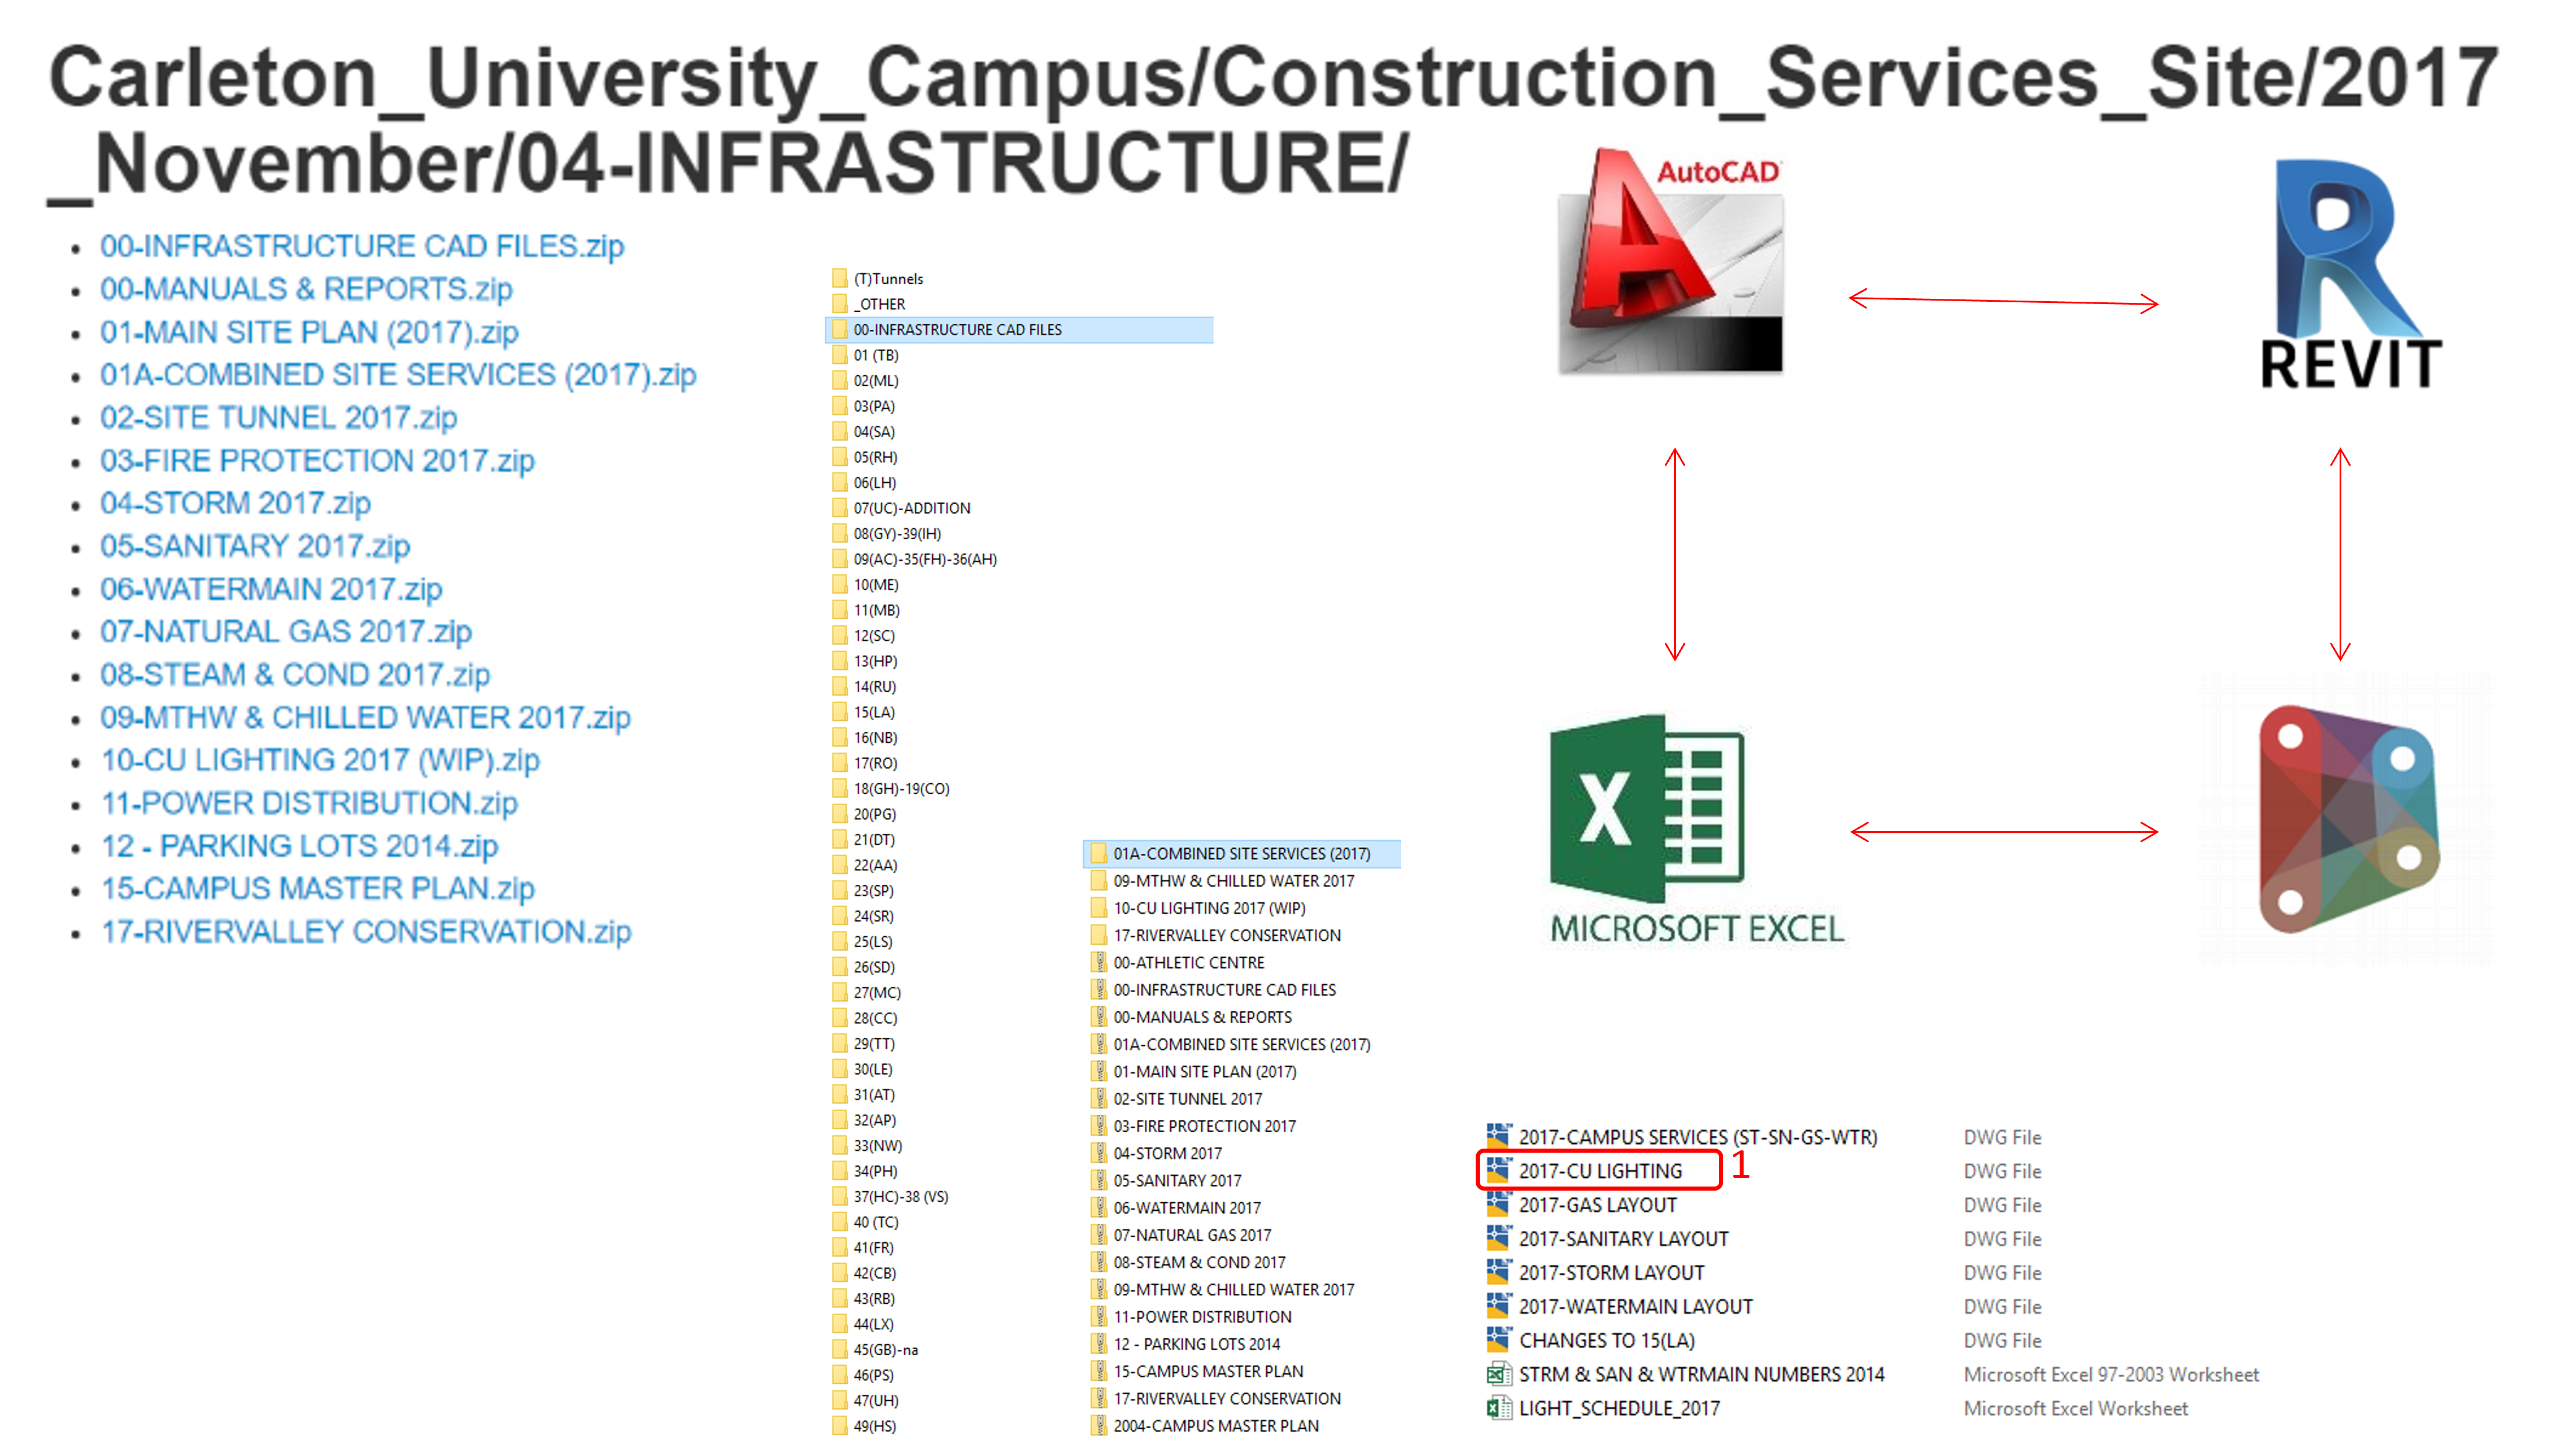 Carleton_University_Campus/Construction_Services_Site/2017
_November/04-INFRASTRUCTURE/
00-INFRASTRUCTURE CAD FILES.zip
00-MANUALS & REPORTS.zip
01-MAIN SITE PLAN (2017).zip
01A-COMBINED SITE SERVICES (2017).zip
02-SITE TUNNEL 2017.zip
03-FIRE PROTECTION 2017.zip
04-STORM 2017.zip
05-SANITARY 2017.zip
06-WATERMAIN 2017.zip
07-NATURAL GAS 2017.zip
08-STEAM & COND 2017.zip
09-MTHW & CHILLED WATER 2017.zip
10-CU LIGHTING 2017 (WIP).zip
11-POWER DISTRIBUTION.zip
12 - PARKING LOTS 2014.zip
15-CAMPUS MASTER PLAN.zip
17-RIVERVALLEY CONSERVATION.zip
(T)Tunnels
_OTHER
00-INFRASTRUCTURE CAD FILES
01 (TB)
02(ML)
03(PA)
04(SA)
05(RH)
06(LH)
07(UC)-ADDITION
08(GY)-39(IH)
09(AC)-35(FH)-36(AH)
10(ME)
11(MB)
12(SC)
13(HP)
14(RU)
15(LA)
16(NB)
17(RO)
18(GH)-19(CO)
20(PG)
21(DT)
22(AA)
23(SP)
24(SR)
25(LS)
26(SD)
27(MC)
28(CC)
29(TT)
30(LE)
31(AT)
32(AP)
33(NW)
34(PH)
37(HC)-38 (VS)
40 (TC)
41(FR)
42(CB)
43(RB)
44(LX)
45(GB)-na
46(PS)
47(UH)
49(HS)
01A-COMBINED SITE SERVICES (2017)
09-MTHW & CHILLED WATER 2017
10-CU LIGHTING 2017 (WIP)
17-RIVERVALLEY CONSERVATION
00-ATHLETIC CENTRE
00-INFRASTRUCTURE CAD FILES
00-MANUALS & REPORTS
01A-COMBINED SITE SERVICES (2017)
01-MAIN SITE PLAN (2017)
02-SITE TUNNEL 2017
03-FIRE PROTECTION 2017
04-STORM 2017
05-SANITARY 2017
06-WATERMAIN 2017
07-NATURAL GAS 2017
08-STEAM & COND 2017
09-MTHW & CHILLED WATER 2017
11-POWER DISTRIBUTION
12 - PARKING LOTS 2014
15-CAMPUS MASTER PLAN
17-RIVERVALLEY CONSERVATION
2004-CAMPUS MASTER PLAN
AutoCAD
REVIT
MICROSOFT EXCEL
2017-CAMPUS SERVICES (ST-SN-GS-WTR) DWG File
2017-CU LIGHTING 1 DWG File
2017-GAS LAYOUT DWG File
2017-SANITARY LAYOUT DWG File
2017-STORM LAYOUT DWG File
2017-WATERMAIN LAYOUT DWG File
CHANGES TO 15(LA) DWG File
STRM & SAN & WTRMAIN NUMBERS 2014 Microsoft Excel 97-2003 Worksheet
LIGHT_SCHEDULE_2017 Microsoft Excel Worksheet